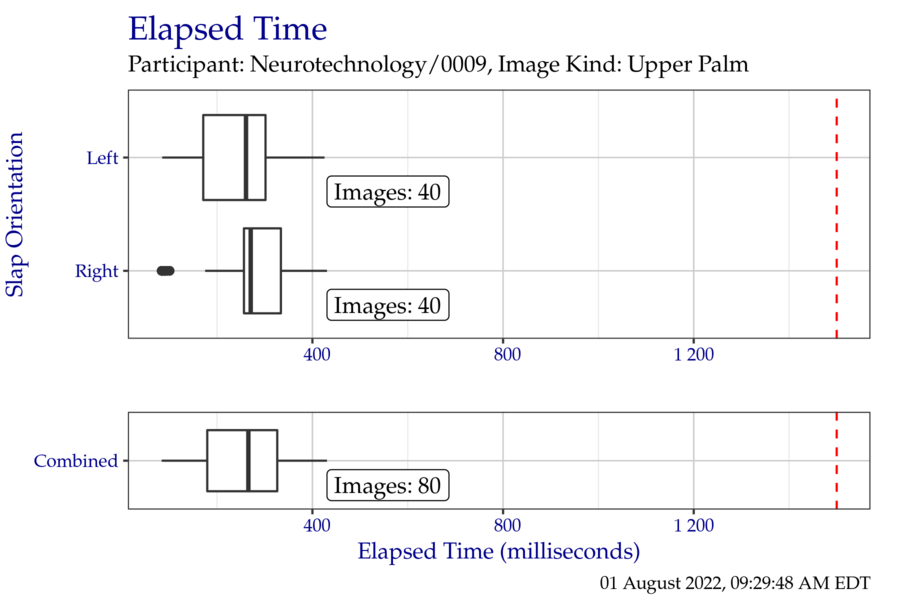 Elapsed Time
Participant: Neurotechnology/0009, Image Kind: Upper Palm
Slap Orientation
Left
Images: 40
Right
Images: 40
400 800 1 200
Combined
Images: 80
400 800 1 200
Elapsed Time (milliseconds)
01 August 2022, 09:29:48 AM EDT